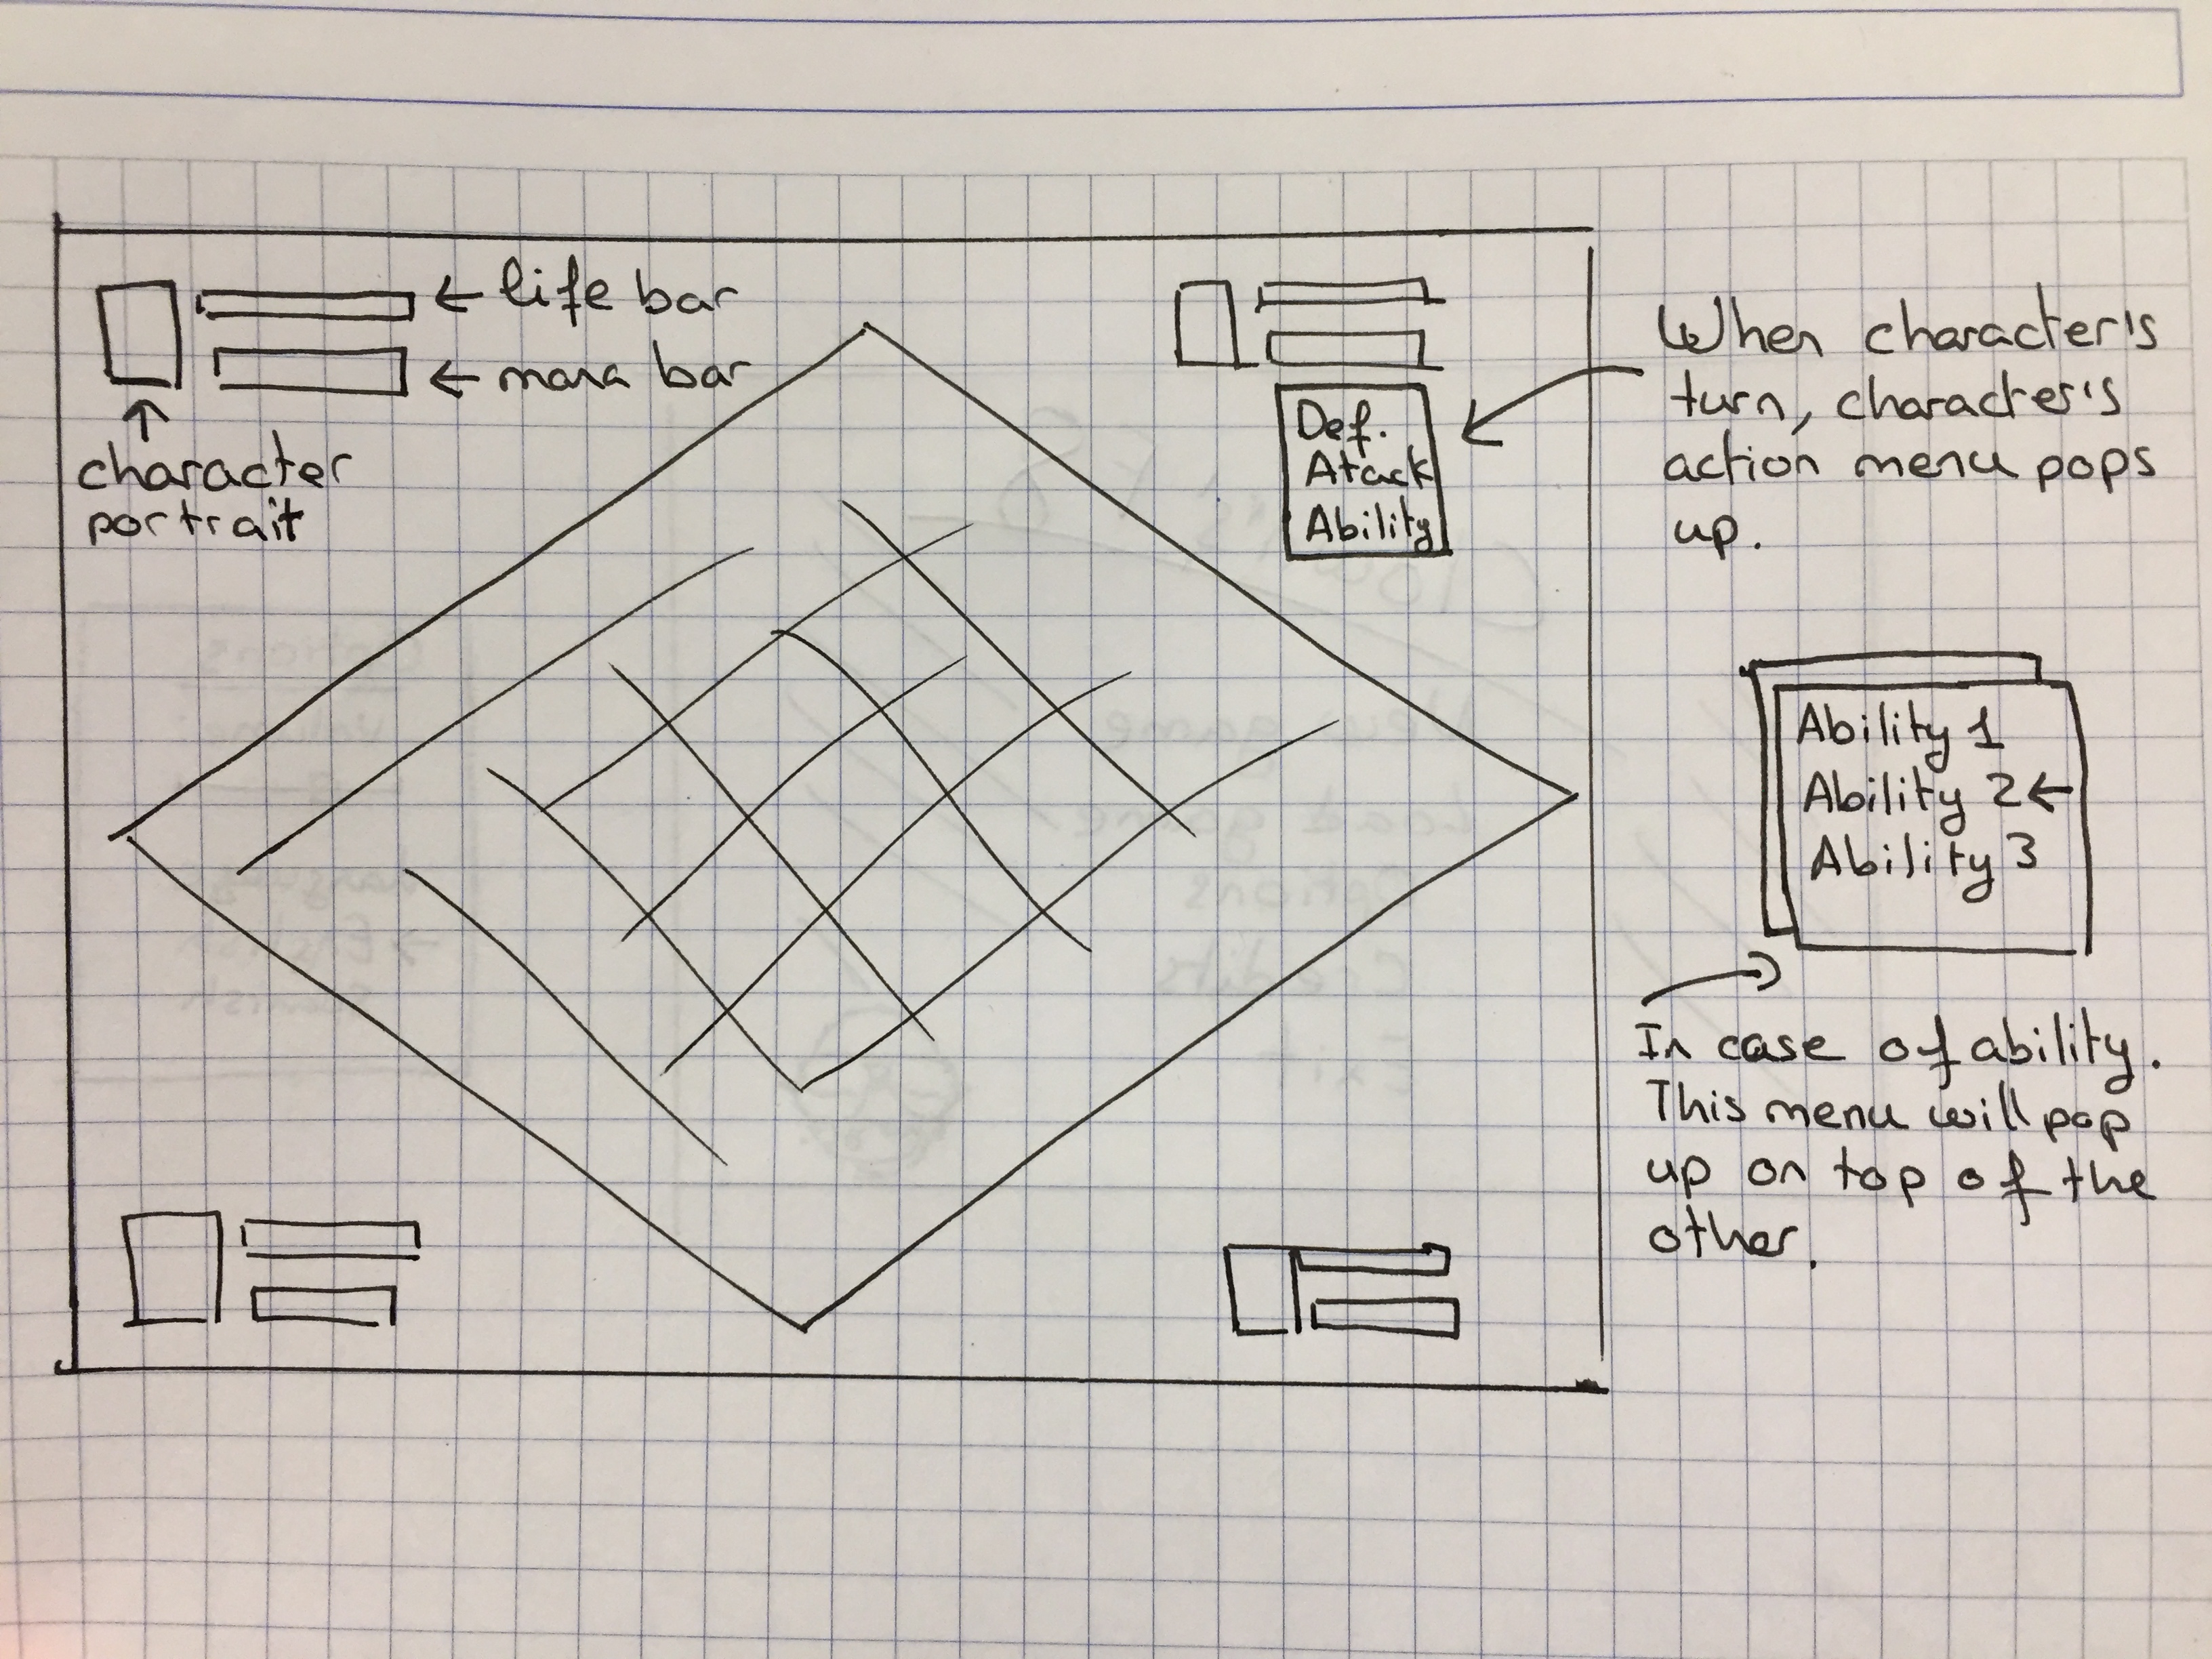 life bar
mana bar
character
portrait
Def.
Atack
Ability
When character's
turn, character's
action menu pops
up.
Ability 1
Ability 2 ←
Ability 3
In case of ability.
This menu will pop
up on top of the
other.